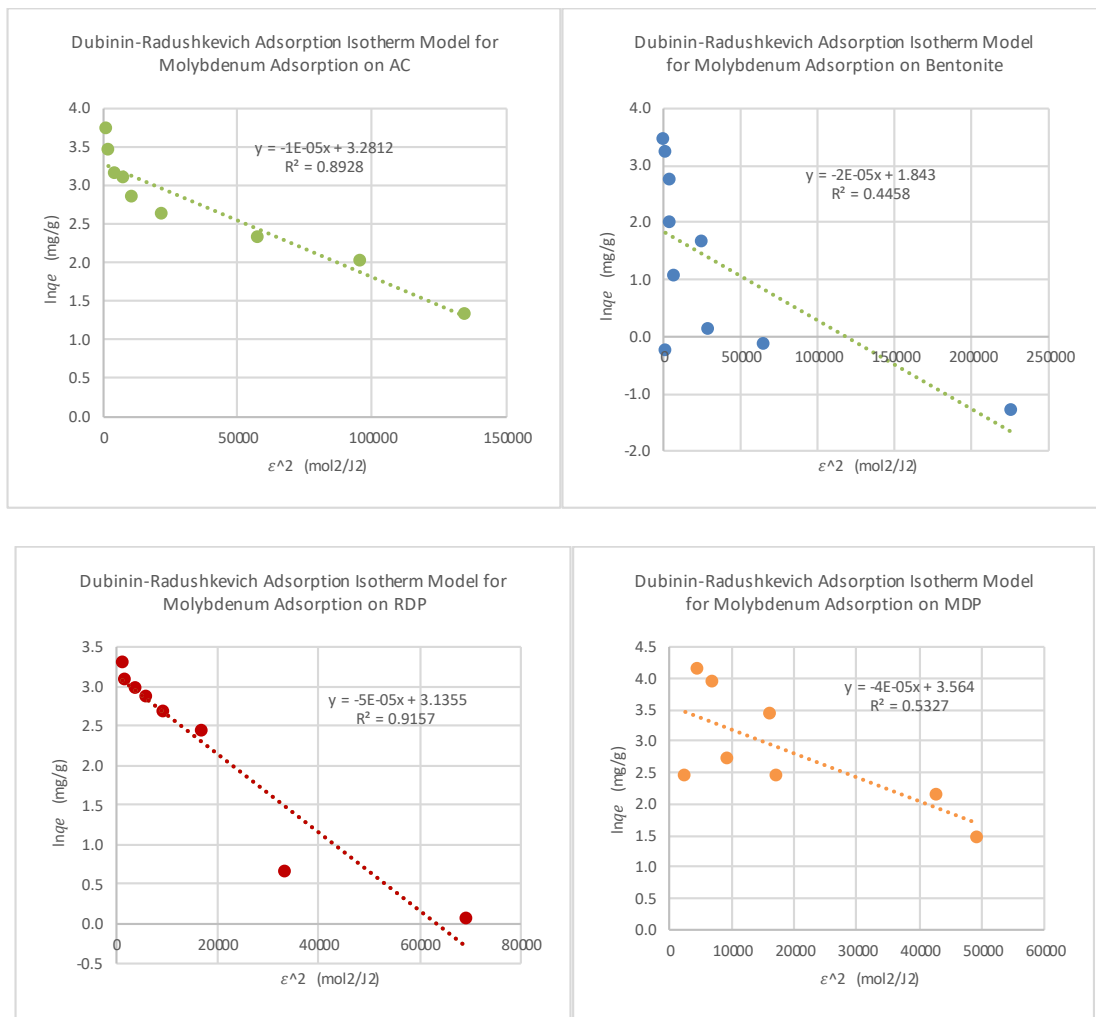 Dubinin-Radushkevich Adsorption Isotherm Model for
Molybdenum Adsorption on AC
4.0
3.5
3.0
2.5
2.0
1.5
1.0
0.5
0.0
y = -1E-05x + 3.2812
R² = 0.8928
0
50000
100000
150000
lnqe (mg/g)
ε^2 (mol2/J2)
Dubinin-Radushkevich Adsorption Isotherm Model
for Molybdenum Adsorption on Bentonite
4.0
3.0
2.0
1.0
0.0
-1.0
-2.0
y = -2E-05x + 1.843
R² = 0.4458
0
50000
100000
150000
200000
250000
lnqe (mg/g)
ε^2 (mol2/J2)
Dubinin-Radushkevich Adsorption Isotherm Model for
Molybdenum Adsorption on RDP
3.5
3.0
2.5
2.0
1.5
1.0
0.5
0.0
-0.5
y = -5E-05x + 3.1355
R² = 0.9157
0
20000
40000
60000
80000
lnqe (mg/g)
ε^2 (mol2/J2)
Dubinin-Radushkevich Adsorption Isotherm Model
for Molybdenum Adsorption on MDP
4.5
4.0
3.5
3.0
2.5
2.0
1.5
1.0
0.5
0.0
y = -4E-05x + 3.564
R² = 0.5327
0
10000
20000
30000
40000
50000
60000
lnqe (mg/g)
ε^2 (mol2/J2)